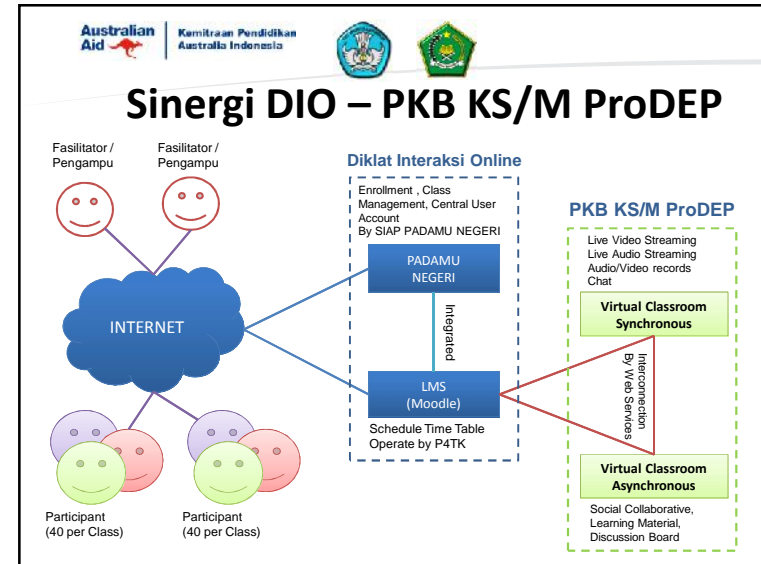 Australian
Aid
Kemitraan Pendidikan
Australia Indonesia
Sinergi DIO – PKB KS/M ProDEP
Fasilitator /
Pengampu
Fasilitator /
Pengampu
INTERNET
Participant
(40 per Class)
Participant
(40 per Class)
Diklat Interaksi Online
Enrollment , Class
Management, Central User
Account
By SIAP PADAMU NEGERI
PADAMU
NEGERI
Integrated
LMS
(Moodle)
Schedule Time Table
Operate by P4TK
PKB KS/M ProDEP
Live Video Streaming
Live Audio Streaming
Audio/Video records
Chat
Virtual Classroom
Synchronous
Interconnection
By Web Services
Virtual Classroom
Asynchronous
Social Collaborative,
Learning Material,
Discussion Board